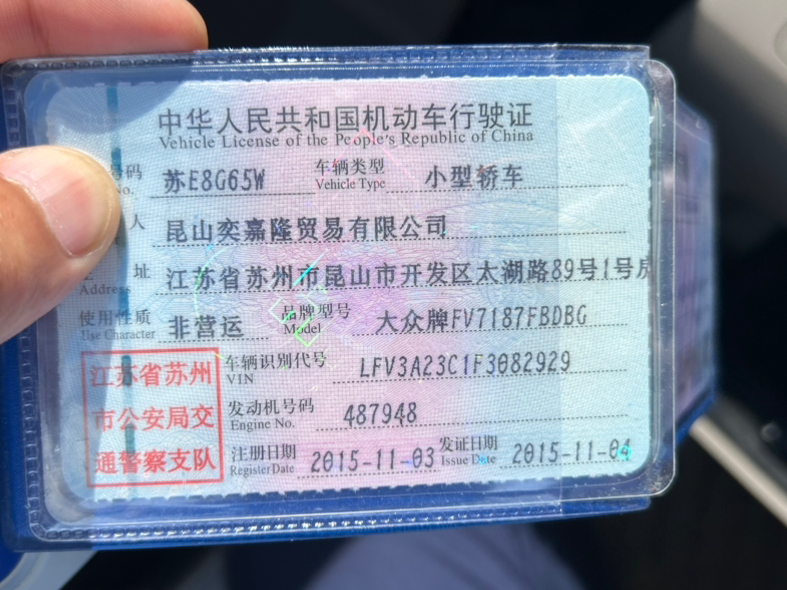 中华人民共和国机动车行驶证
Vehicle License of the People's Republic of China
号码 苏E8G65W 车辆类型 小型轿车
No. Vehicle Type
人 昆山奕嘉隆贸易有限公司
址 江苏省苏州市昆山市开发区太湖路89号1号房
Address
使用性质 非营运 品牌型号 大众牌FV7187FBDBG
Use Character Model
江苏省苏州 车辆识别代号 LFV3A23C1F3082929
VIN
市公安局交 发动机号码 487948
Engine No.
通警察支队 注册日期 2015-11-03 发证日期 2015-11-04
Register Date Issue Date